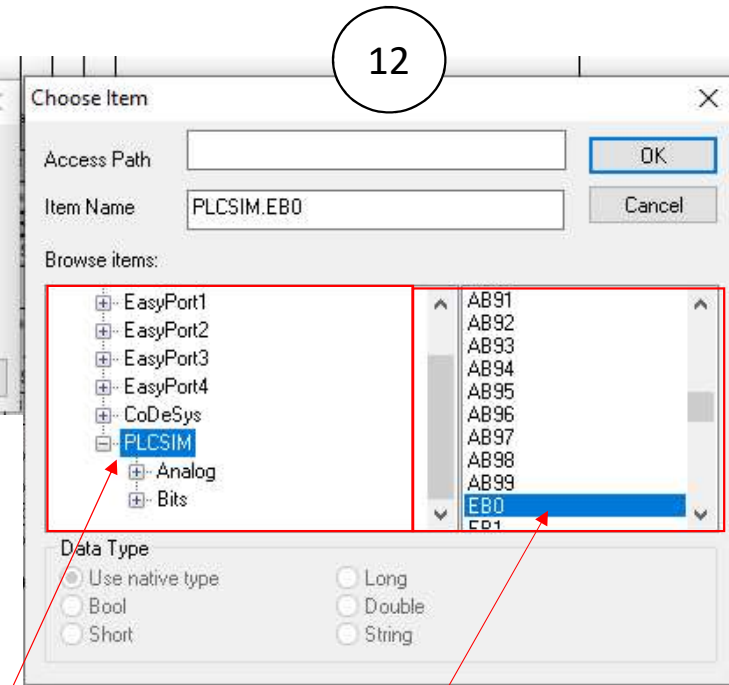 12
Choose Item
Access Path
OK
Item Name
PLCSIM.EB0
Cancel
Browse items:
EasyPort1
EasyPort2
EasyPort3
EasyPort4
CoDeSys
PLCSIM
Analog
Bits
AB91
AB92
AB93
AB94
AB95
AB96
AB97
AB98
AB99
EB0
EB1
Data Type
Use native type
Long
Bool
Double
Short
String